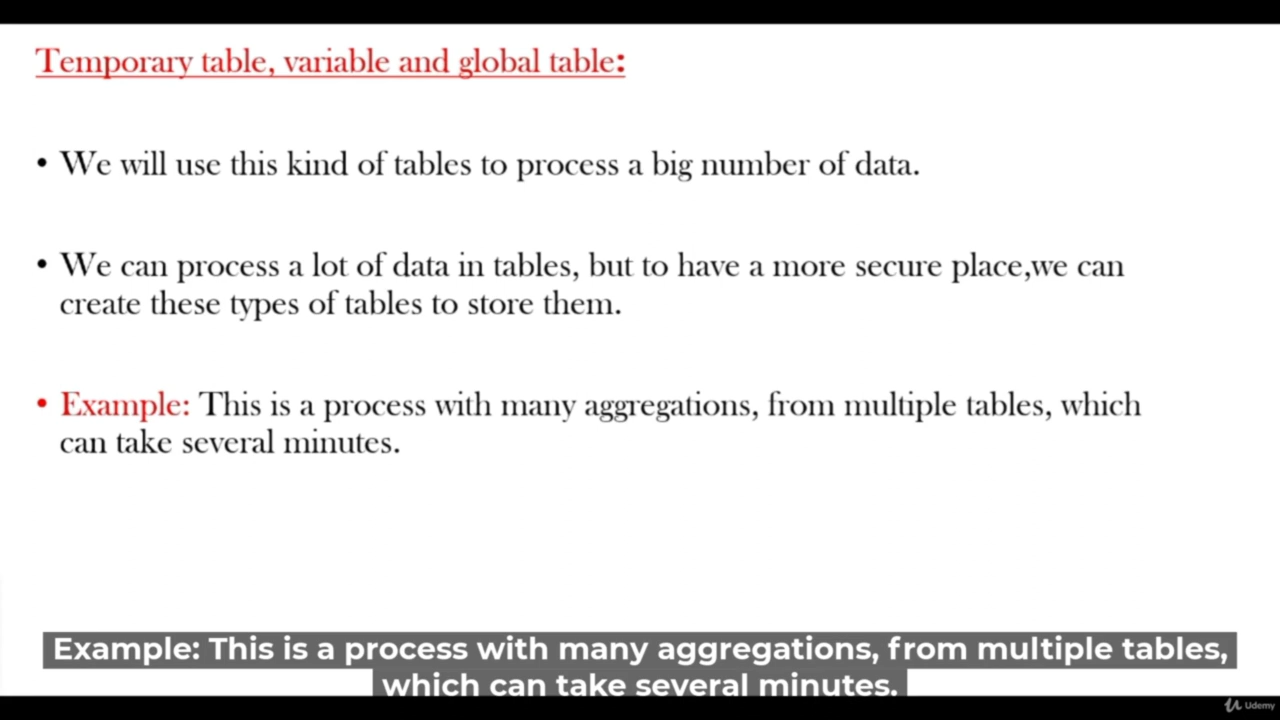 Temporary table, variable and global table:
• We will use this kind of tables to process a big number of data.
• We can process a lot of data in tables, but to have a more secure place,we can
create these types of tables to store them.
• Example: This is a process with many aggregations, from multiple tables, which
can take several minutes.
Example: This is a process with many aggregations, from multiple tables,
which can take several minutes.
Udemy